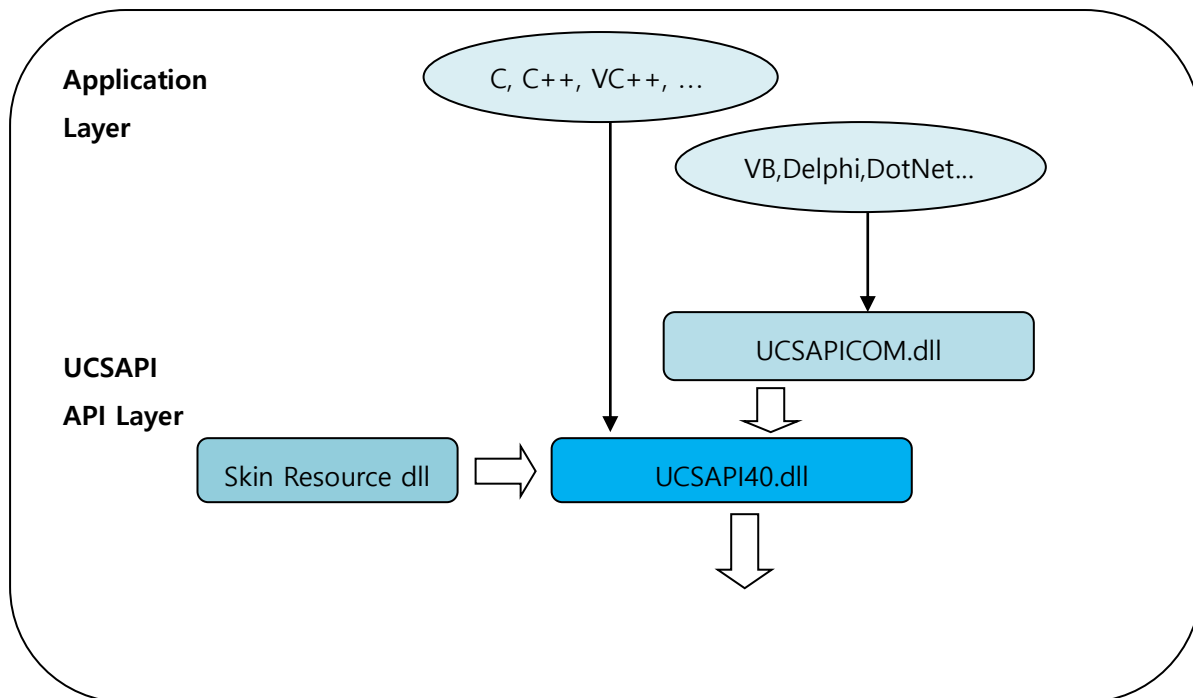 Application
Layer
C, C++, VC++, …
VB,Delphi,DotNet...
UCSAPICOM.dll
UCSAPI
API Layer
Skin Resource dll
UCSAPI40.dll